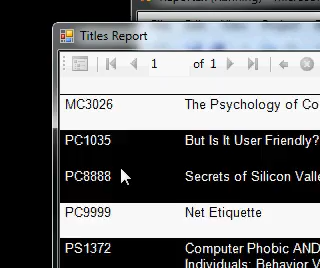 Titles Report
1 of 1
MC3026 The Psychology of Co
PC1035 But Is It User Friendly?
PC8888 Secrets of Silicon Valle
PC9999 Net Etiquette
PS1372 Computer Phobic AND
Individuals: Behavior V